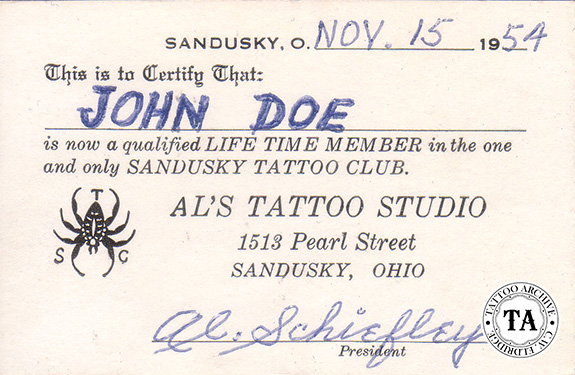 SANDUSKY, O. NOV. 15 1954
This is to Certify That:
JOHN DOE
is now a qualified LIFE TIME MEMBER in the one
and only SANDUSKY TATTOO CLUB.
T
S C
AL'S TATTOO STUDIO
1513 Pearl Street
SANDUSKY, OHIO
Al. Schiefley
President
TATTOO ARCHIVE
TA
C.W. ELDRIDGE